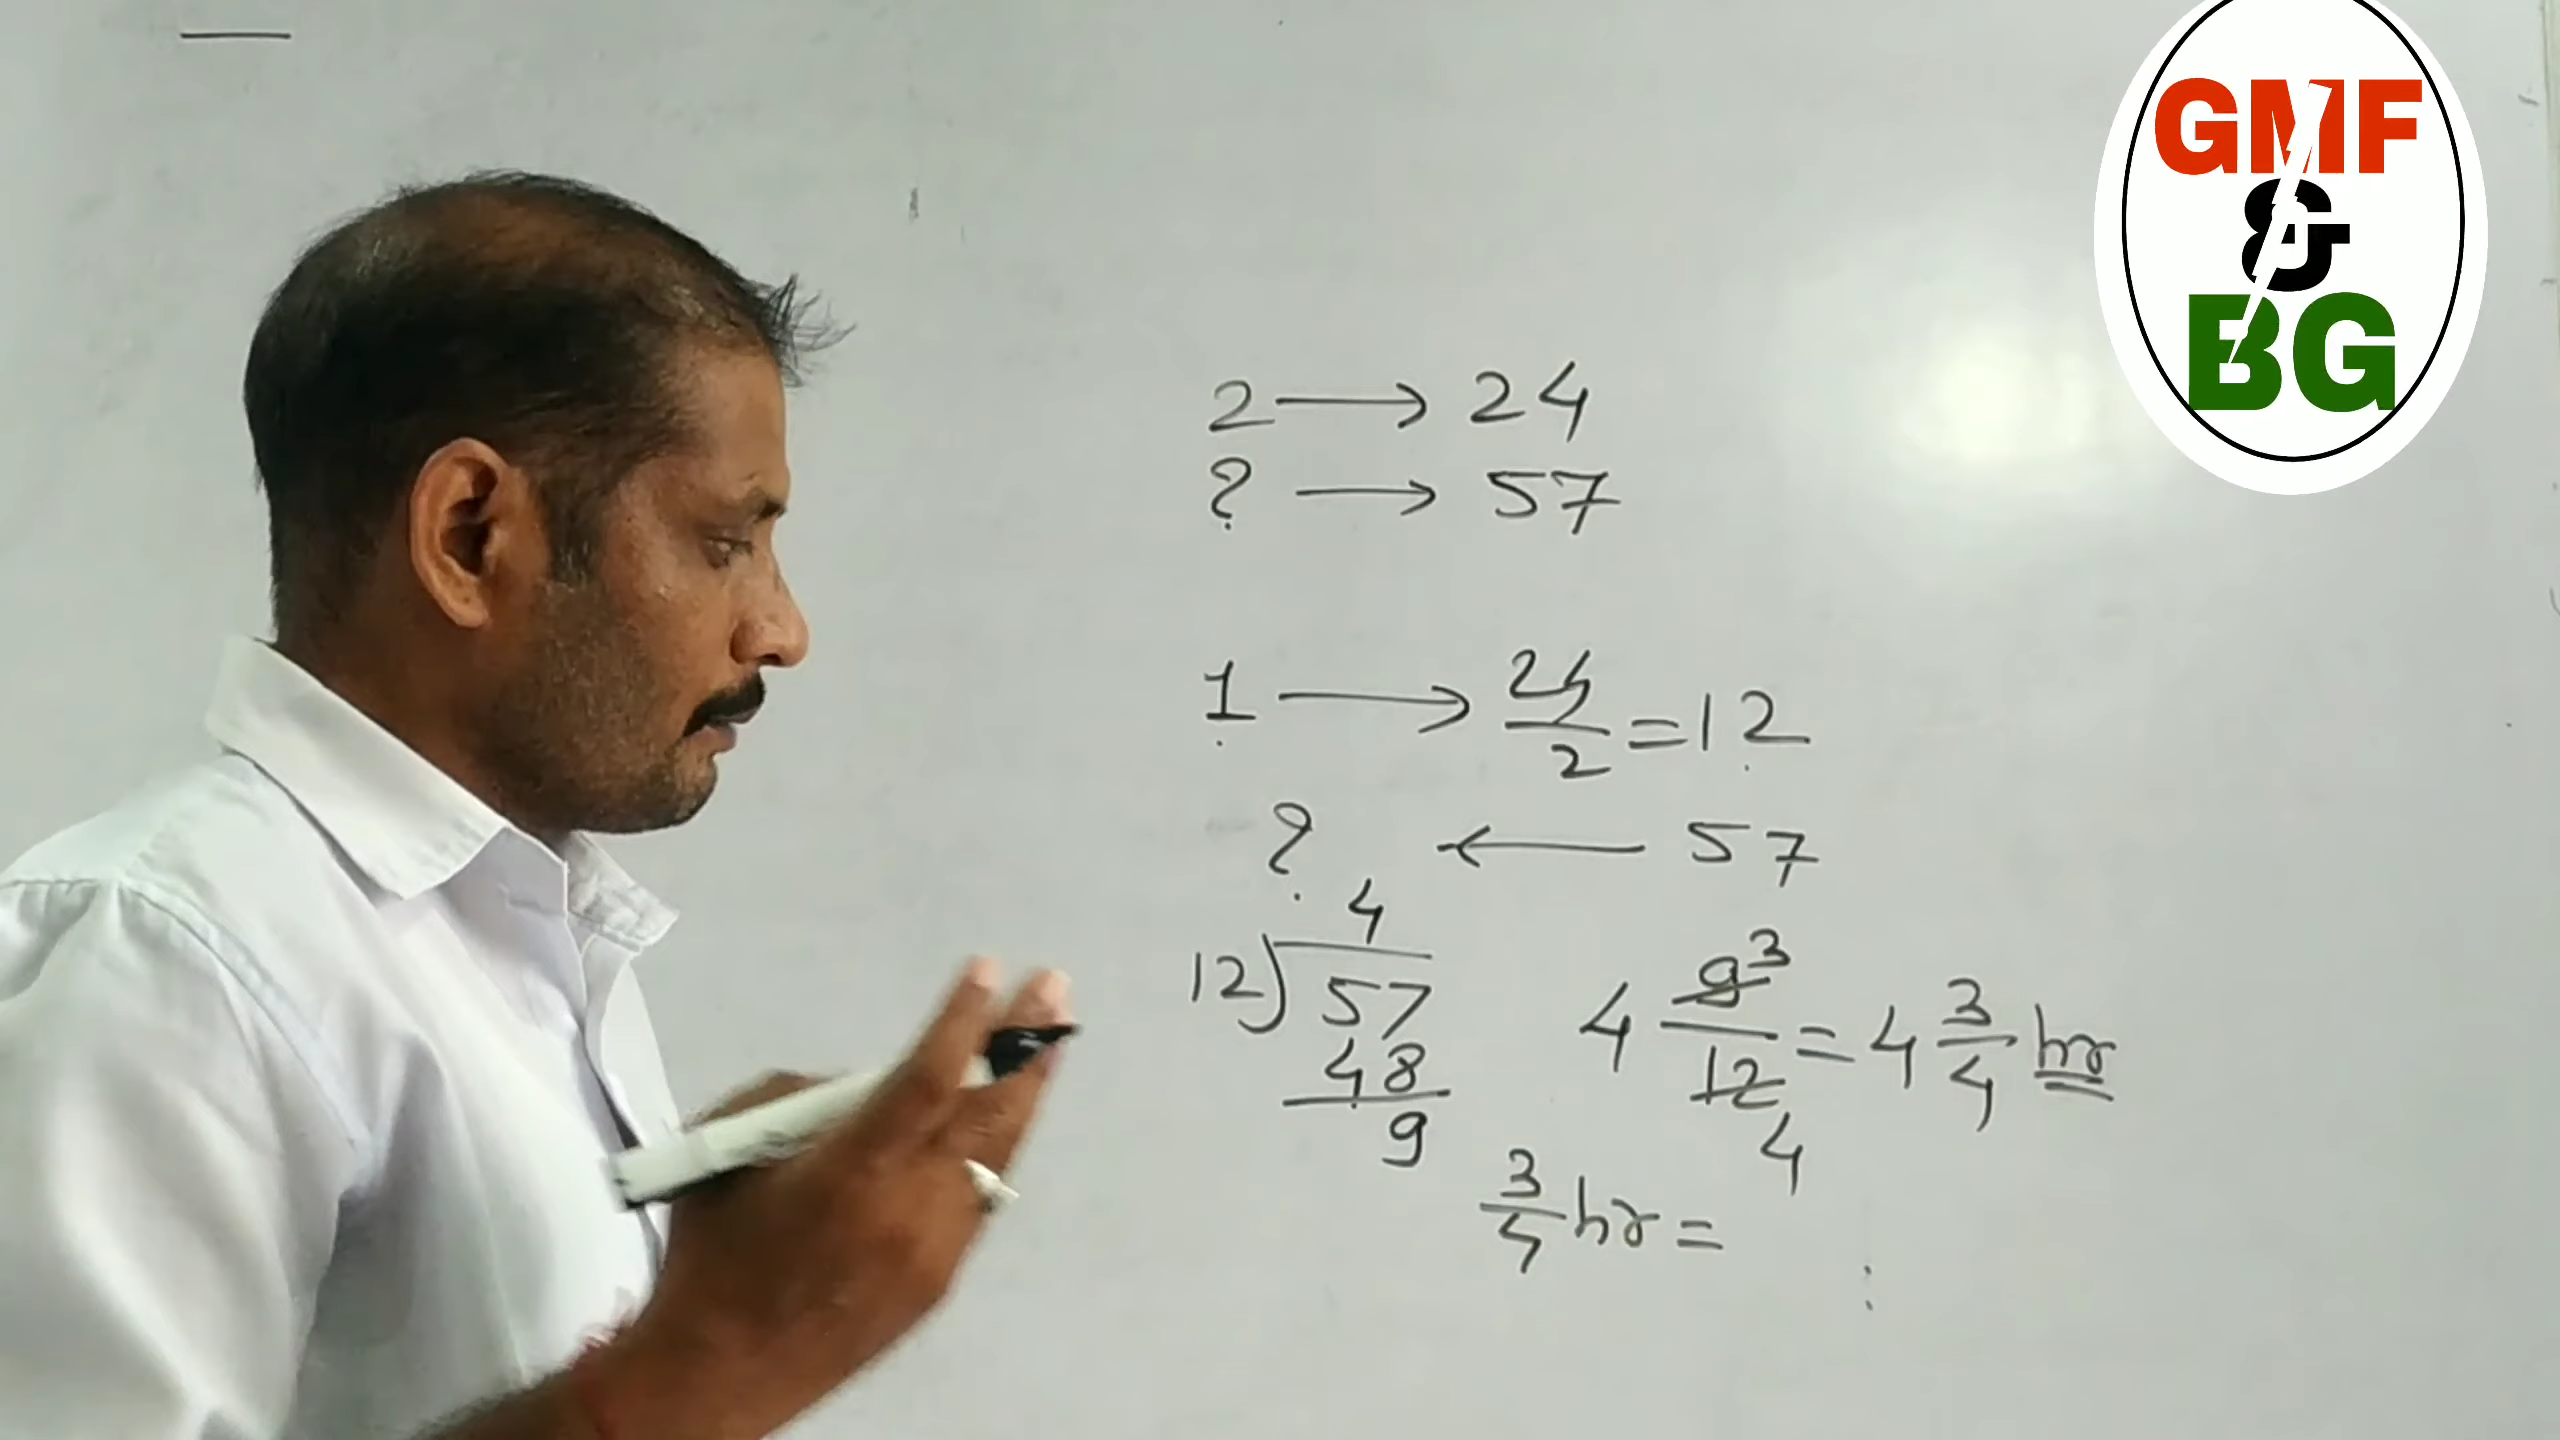 GMF
&
BG
2 → 24
? → 57
1 → 24/2 = 12
? ← 57
4
12) 57
48
9
4 9/12 = 4 3/4 hr
3
4
3/4 hr =